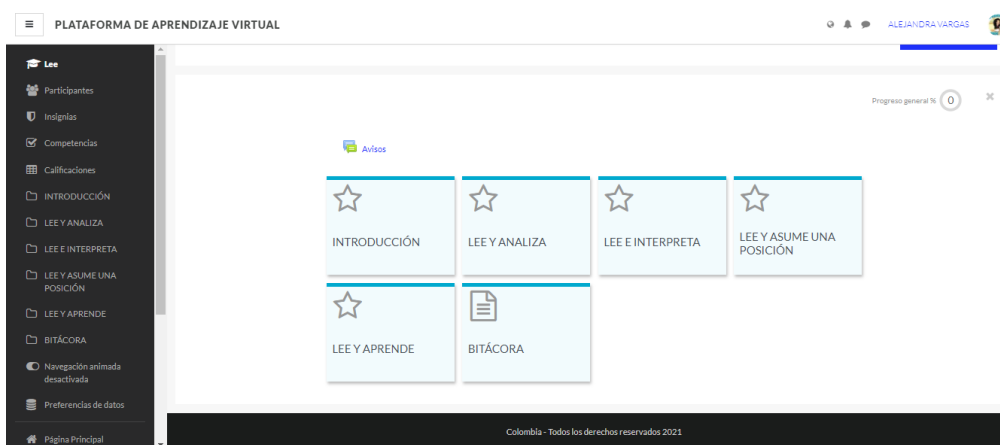 PLATAFORMA DE APRENDIZAJE VIRTUAL
ALEJANDRA VARGAS
Lee
Participantes
Insignias
Competencias
Calificaciones
INTRODUCCIÓN
LEE Y ANALIZA
LEE E INTERPRETA
LEE Y ASUME UNA
POSICIÓN
LEE Y APRENDE
BITÁCORA
Navegación animada
desactivada
Preferencias de datos
Página Principal
Progreso general % 0
Avisos
INTRODUCCIÓN
LEE Y ANALIZA
LEE E INTERPRETA
LEE Y ASUME UNA
POSICIÓN
LEE Y APRENDE
BITÁCORA
Colombia - Todos los derechos reservados 2021